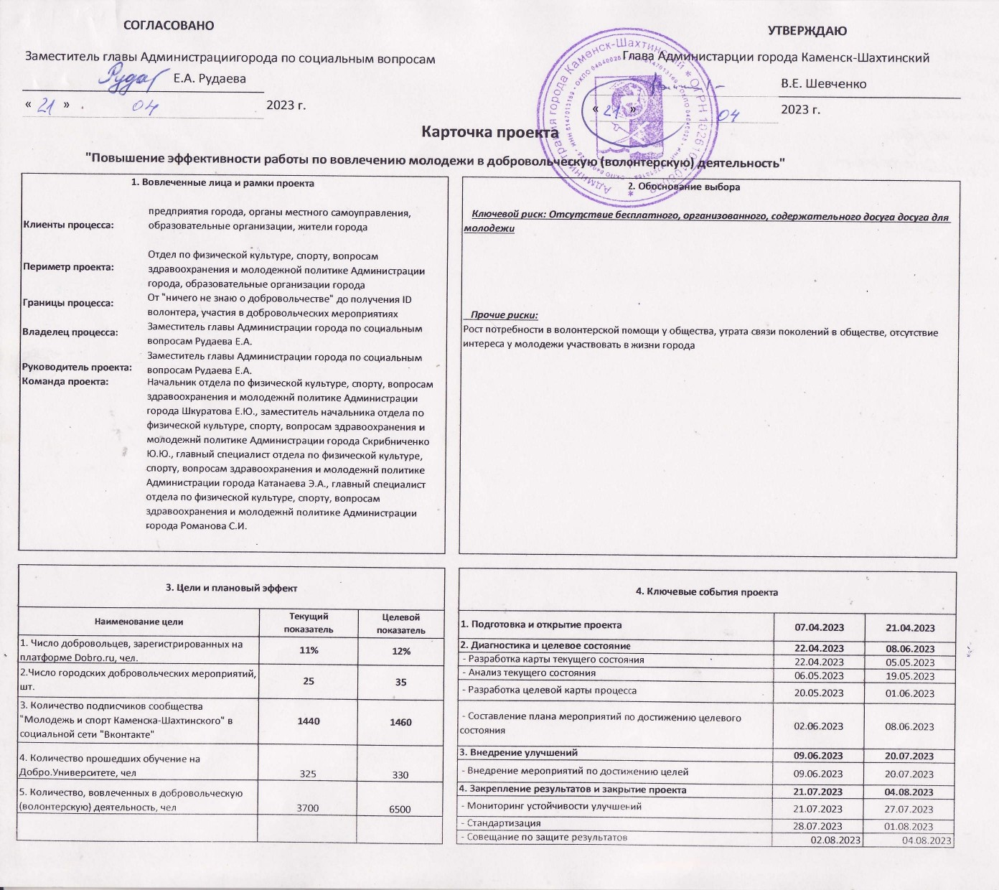 СОГЛАСОВАНО
УТВЕРЖДАЮ
Заместитель главы Администрациигорода по социальным вопросам
Глава Администарции города Каменск-Шахтинский
Е.А. Рудаева
В.Е. Шевченко
« 21 » 04 2023 г.
« 21 » 04 2023 г.
Карточка проекта
"Повышение эффективности работы по вовлечению молодежи в добровольческую (волонтерскую) деятельность"
1. Вовлеченные лица и рамки проекта
Клиенты процесса:
предприятия города, органы местного самоуправления,
образовательные организации, жители города
Периметр проекта:
Отдел по физической культуре, спорту, вопросам
здравоохранения и молодежной политике Администрации
города, образовательные организации города
Границы процесса:
От "ничего не знаю о добровольчестве" до получения ID
волонтера, участия в добровольческих мероприятиях
Владелец процесса:
Заместитель главы Администрации города по социальным
вопросам Рудаева Е.А.
Руководитель проекта:
Заместитель главы Администрации города по социальным
вопросам Рудаева Е.А.
Команда проекта:
Начальник отдела по физической культуре, спорту, вопросам
здравоохранения и молодежнй политике Администрации
города Шкуратова Е.Ю., заместитель начальника отдела по
физической культуре, спорту, вопросам здравоохранения и
молодежнй политике Администрации города Скрибниченко
Ю.Ю., главный специалист отдела по физической культуре,
спорту, вопросам здравоохранения и молодежнй политике
Администрации города Катанаева Э.А., главный специалист
отдела по физической культуре, спорту, вопросам
здравоохранения и молодежнй политике Администрации
города Романова С.И.
2. Обоснование выбора
Ключевой риск: Отсутствие бесплатного, организованного, содержательного досуга досуга для
молодежи
Прочие риски:
Рост потребности в волонтерской помощи у общества, утрата связи поколений в обществе, отсутствие
интереса у молодежи участвовать в жизни города
3. Цели и плановый эффект
Наименование цели
Текущий
показатель
Целевой
показатель
1. Число добровольцев, зарегистрированных на
платформе Dobro.ru, чел.
11%
12%
2.Число городских добровольческих мероприятий,
шт.
25
35
3. Количество подписчиков сообщества
"Молодежь и спорт Каменска-Шахтинского" в
социальной сети "Вконтакте"
1440
1460
4. Количество прошедших обучение на
Добро.Университете, чел
325
330
5. Количество, вовлеченных в добровольческую
(волонтерскую) деятельность, чел
3700
6500
4. Ключевые события проекта
1. Подготовка и открытие проекта 07.04.2023 21.04.2023
2. Диагностика и целевое состояние 22.04.2023 08.06.2023
- Разработка карты текущего состояния 22.04.2023 05.05.2023
- Анализ текущего состояния 06.05.2023 19.05.2023
- Разработка целевой карты процесса 20.05.2023 01.06.2023
- Составление плана мероприятий по достижению целевого
состояния 02.06.2023 08.06.2023
3. Внедрение улучшений 09.06.2023 20.07.2023
- Внедрение мероприятий по достижению целей 09.06.2023 20.07.2023
4. Закрепление результатов и закрытие проекта 21.07.2023 04.08.2023
- Мониторинг устойчивости улучшений 21.07.2023 27.07.2023
- Стандартизация 28.07.2023 01.08.2023
- Совещание по защите результатов 02.08.2023 04.08.2023